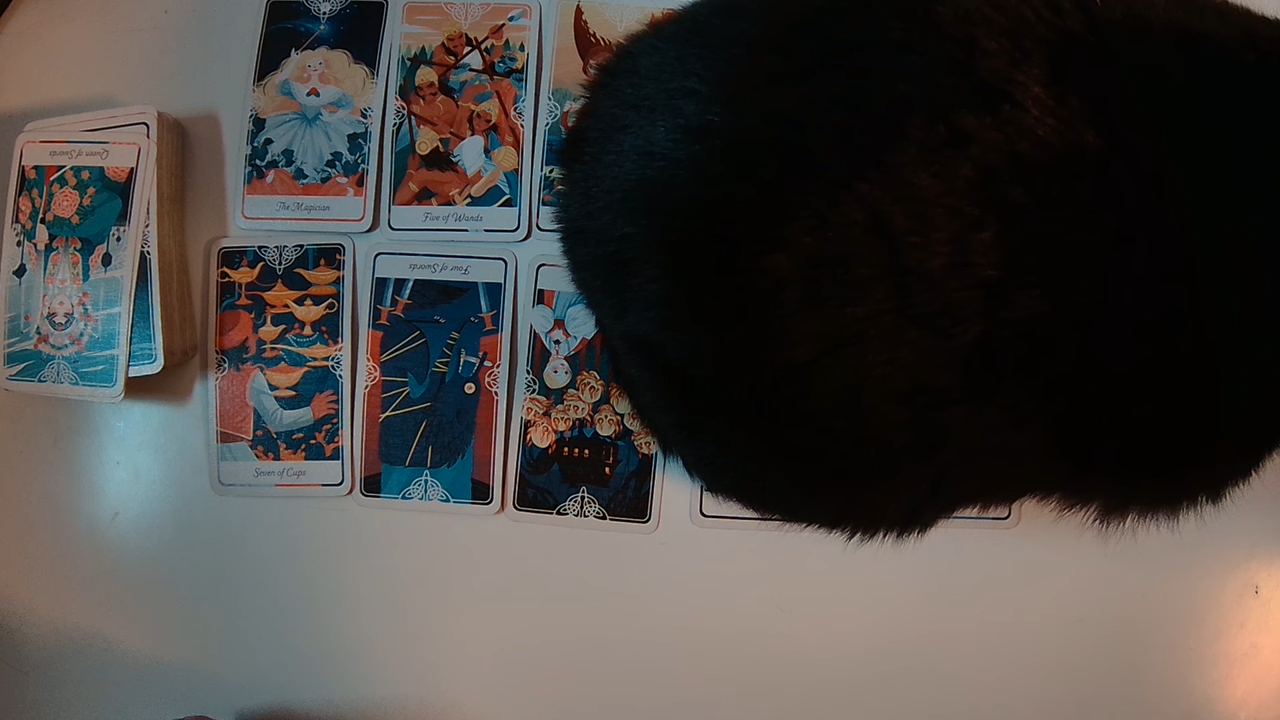 The Magician
Five of Wands
Queen of Swords
Four of Swords
Seven of Cups